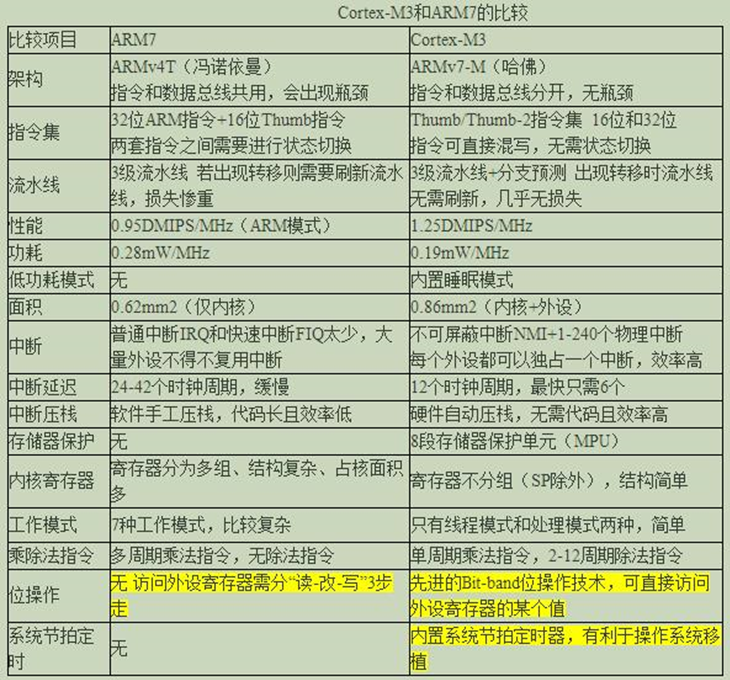 Cortex-M3和ARM7的比较
比较项目 ARM7 Cortex-M3
架构 ARMv4T（冯诺依曼）
指令和数据总线共用，会出现瓶颈
ARMv7-M（哈佛）
指令和数据总线分开，无瓶颈
指令集 32位ARM指令+16位Thumb指令
两套指令之间需要进行状态切换
Thumb/Thumb-2指令集 16位和32位
指令可直接混写，无需状态切换
流水线 3级流水线 若出现转移则需要刷新流水
线，损失惨重
3级流水线+分支预测 出现转移时流水线
无需刷新，几乎无损失
性能 0.95DMIPS/MHz（ARM模式） 1.25DMIPS/MHz
功耗 0.28mW/MHz 0.19mW/MHz
低功耗模式 无 内置睡眠模式
面积 0.62mm2（仅内核） 0.86mm2（内核+外设）
中断 普通中断IRQ和快速中断FIQ太少，大
量外设不得不复用中断
不可屏蔽中断NMI+1-240个物理中断
每个外设都可以独占一个中断，效率高
中断延迟 24-42个时钟周期，缓慢 12个时钟周期，最快只需6个
中断压栈 软件手工压栈，代码长且效率低 硬件自动压栈，无需代码且效率高
存储器保护 无 8段存储器保护单元（MPU）
内核寄存器 寄存器分为多组、结构复杂、占核面积
多
寄存器不分组（SP除外），结构简单
工作模式 7种工作模式，比较复杂 只有线程模式和处理模式两种，简单
乘除法指令 多周期乘法指令，无除法指令 单周期乘法指令，2-12周期除法指令
位操作 无 访问外设寄存器需分“读-改-写”3步
走
先进的Bit-band位操作技术，可直接访问
外设寄存器的某个值
系统节拍定
时
无
内置系统节拍定时器，有利于操作系统移
植